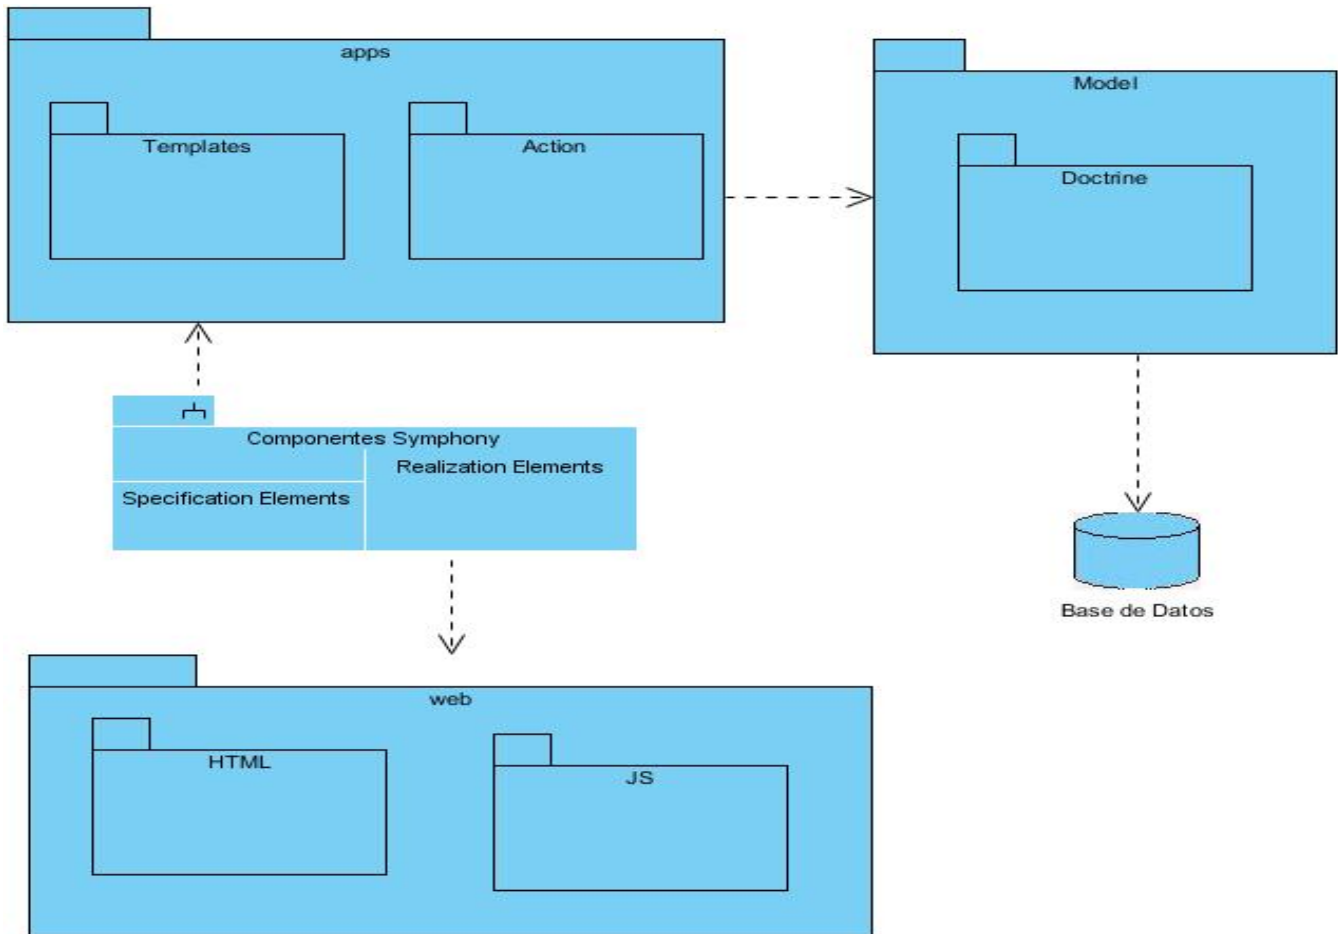 apps
Templates
Action
Model
Doctrine
Componentes Symphony
Realization Elements
Specification Elements
Base de Datos
web
HTML
JS